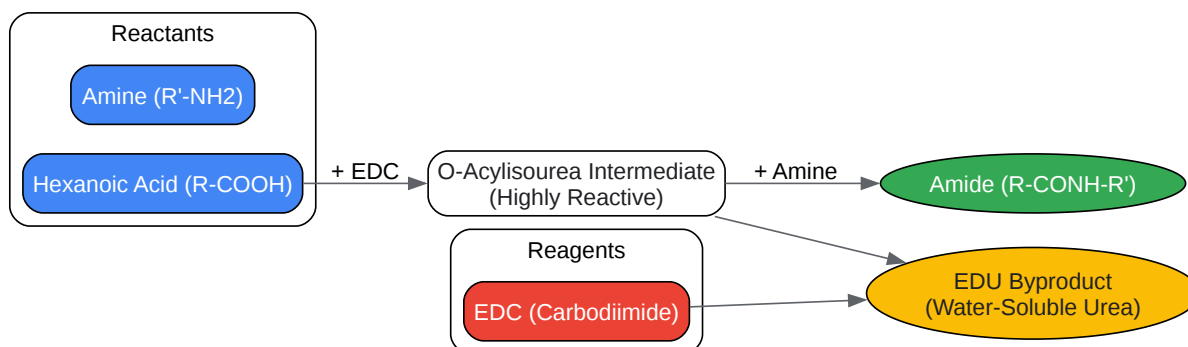 Reactants
Amine (R'-NH2)
Hexanoic Acid (R-COOH)
+ EDC
O-Acylisourea Intermediate
(Highly Reactive)
+ Amine
Amide (R-CONH-R')
Reagents
EDC (Carbodiimide)
EDU Byproduct
(Water-Soluble Urea)